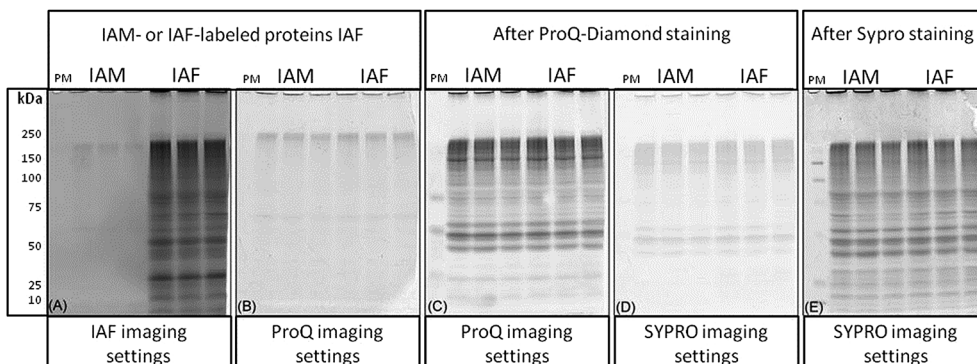 IAM- or IAF-labeled proteins IAF
After ProQ-Diamond staining
After Sypro staining
PM IAM IAF PM IAM IAF PM IAM IAF PM IAM IAF PM IAM IAF
kDa
250
150
100
75
50
25
10
(A) (B) (C) (D) (E)
IAF imaging
settings
ProQ imaging
settings
ProQ imaging
settings
SYPRO imaging
settings
SYPRO imaging
settings